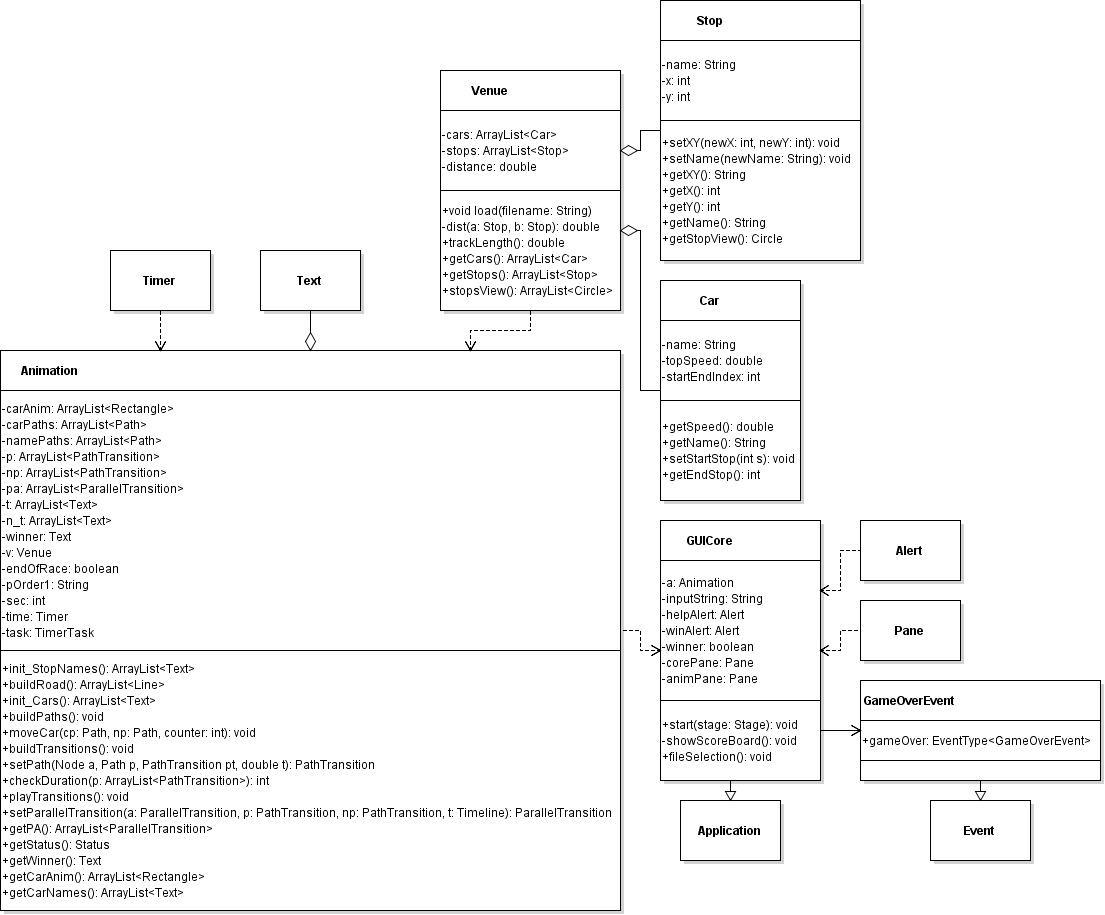 Stop
-name: String
-x: int
-y: int
+setXY(newX: int, newY: int): void
+setName(newName: String): void
+getXY(): String
+getX(): int
+getY(): int
+getName(): String
+getStopView(): Circle
Venue
-cars: ArrayList<Car>
-stops: ArrayList<Stop>
-distance: double
+void load(filename: String)
-dist(a: Stop, b: Stop): double
+trackLength(): double
+getCars(): ArrayList<Car>
+getStops(): ArrayList<Stop>
+stopsView(): ArrayList<Circle>
Timer
Text
Car
-name: String
-topSpeed: double
-startEndIndex: int
+getSpeed(): double
+getName(): String
+setStartStop(int s): void
+getEndStop(): int
Animation
-carAnim: ArrayList<Rectangle>
-carPaths: ArrayList<Path>
-namePaths: ArrayList<Path>
-p: ArrayList<PathTransition>
-np: ArrayList<PathTransition>
-pa: ArrayList<ParallelTransition>
-t: ArrayList<Text>
-n_t: ArrayList<Text>
-winner: Text
-v: Venue
-endOfRace: boolean
-pOrder1: String
-sec: int
-time: Timer
-task: TimerTask
+init_StopNames(): ArrayList<Text>
+buildRoad(): ArrayList<Line>
+init_Cars(): ArrayList<Text>
+buildPaths(): void
+moveCar(cp: Path, np: Path, counter: int): void
+buildTransitions(): void
+setPath(Node a, Path p, PathTransition pt, double t): PathTransition
+checkDuration(p: ArrayList<PathTransition>): int
+playTransitions(): void
+setParallelTransition(a: ParallelTransition, p: PathTransition, np: PathTransition, t: Timeline): ParallelTransition
+getPA(): ArrayList<ParallelTransition>
+getStatus(): Status
+getWinner(): Text
+getCarAnim(): ArrayList<Rectangle>
+getCarNames(): ArrayList<Text>
GUICore
-a: Animation
-inputString: String
-helpAlert: Alert
-winAlert: Alert
-winner: boolean
-corePane: Pane
-animPane: Pane
+start(stage: Stage): void
-showScoreBoard(): void
+fileSelection(): void
Alert
Pane
GameOverEvent
+gameOver: EventType<GameOverEvent>
Application
Event